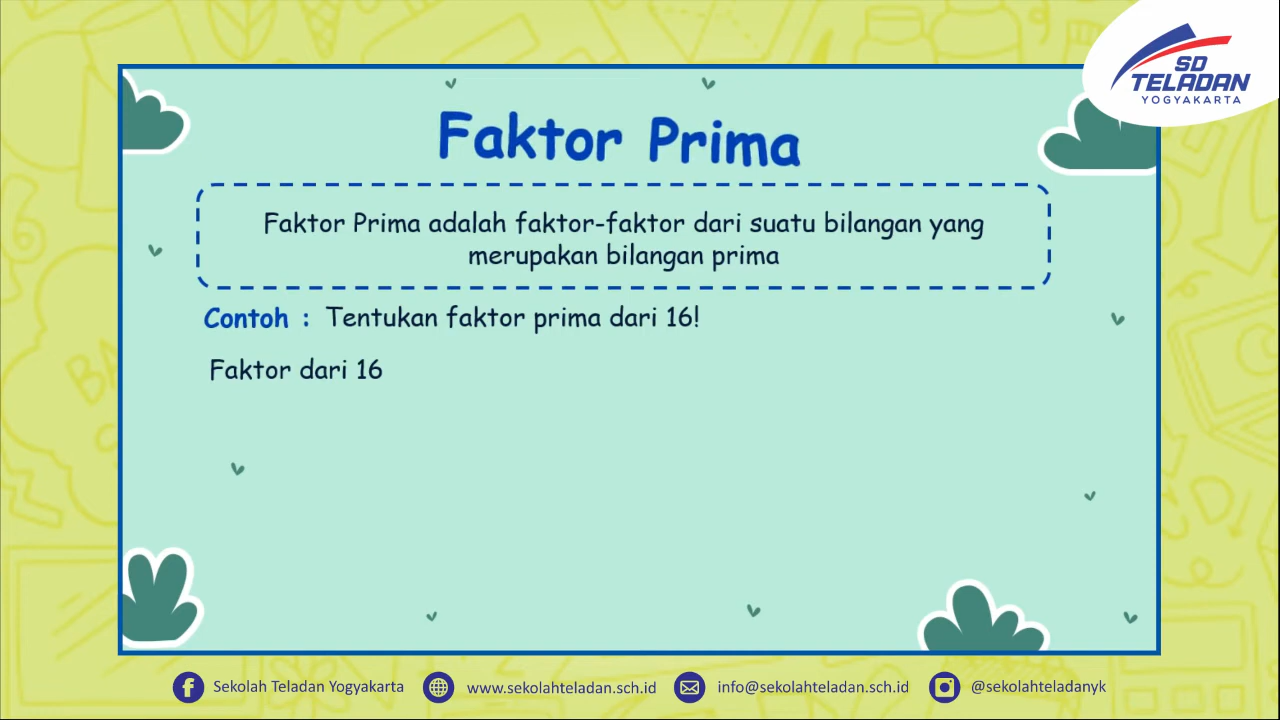 SD
TELADAN
YOGYAKARTA
Faktor Prima
Faktor Prima adalah faktor-faktor dari suatu bilangan yang
merupakan bilangan prima
Contoh : Tentukan faktor prima dari 16!
Faktor dari 16
Sekolah Teladan Yogyakarta www.sekolahteladan.sch.id info@sekolahteladan.sch.id @sekolahteladanyk